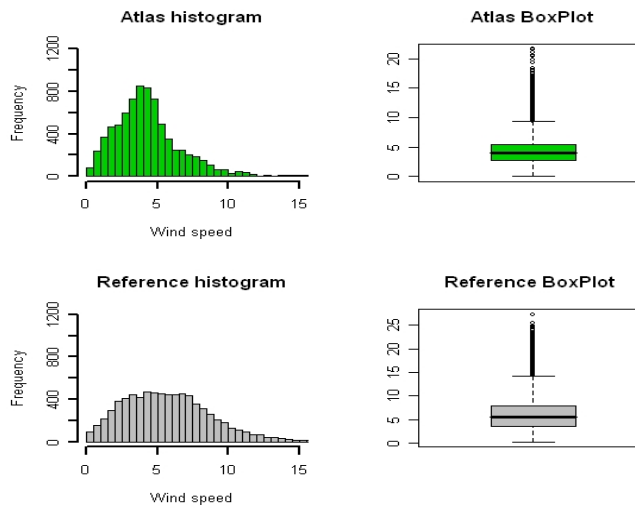 Atlas histogram
Frequency
0 400 800 1200
0 5 10 15
Wind speed
Atlas BoxPlot
0 5 10 15 20
Reference histogram
Frequency
0 400 800 1200
0 5 10 15
Wind speed
Reference BoxPlot
0 5 10 15 20 25